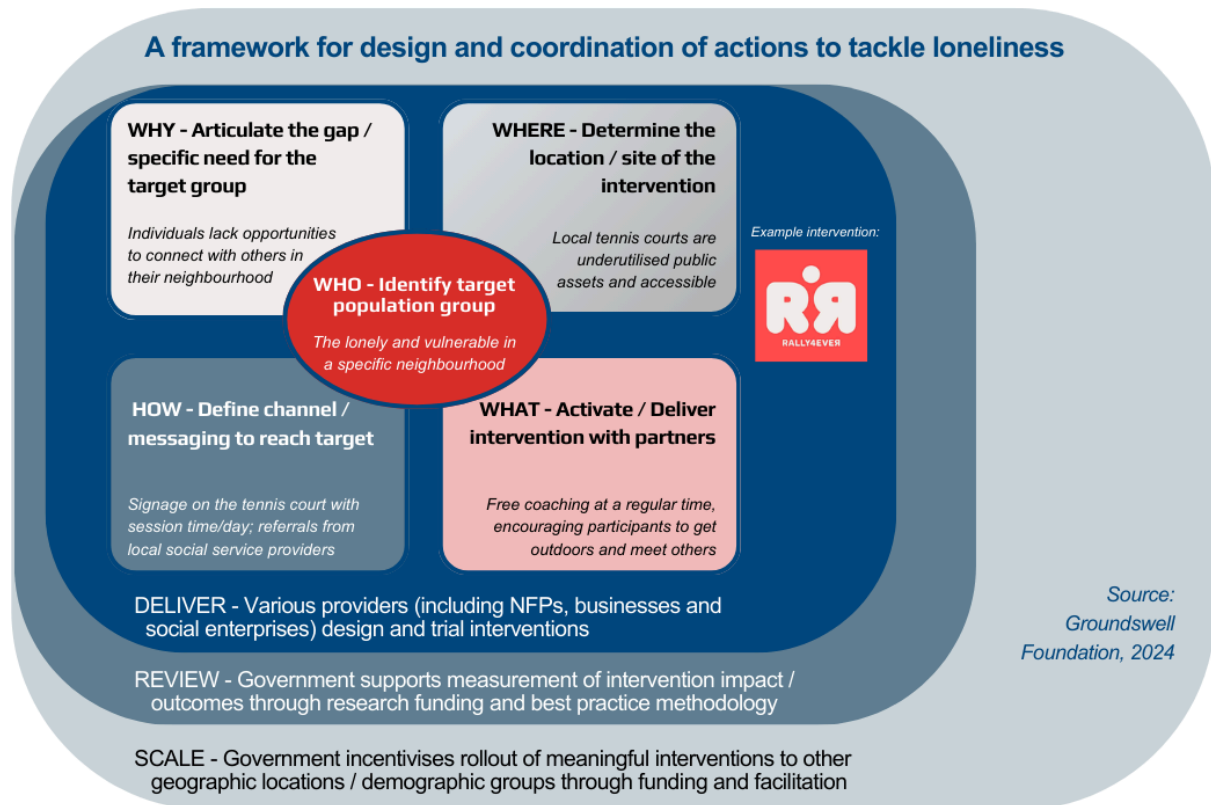 A framework for design and coordination of actions to tackle loneliness
WHY - Articulate the gap /
specific need for the
target group
Individuals lack opportunities
to connect with others in
their neighbourhood
WHERE - Determine the
location / site of the
intervention
Local tennis courts are
underutilised public
assets and accessible
Example intervention:
RR
RALLY4EVER
WHO - Identify target
population group
The lonely and vulnerable in
a specific neighbourhood
HOW - Define channel /
messaging to reach target
Signage on the tennis court with
session time/day; referrals from
local social service providers
WHAT - Activate / Deliver
intervention with partners
Free coaching at a regular time,
encouraging participants to get
outdoors and meet others
DELIVER - Various providers (including NFPs, businesses and
social enterprises) design and trial interventions
REVIEW - Government supports measurement of intervention impact /
outcomes through research funding and best practice methodology
SCALE - Government incentivises rollout of meaningful interventions to other
geographic locations / demographic groups through funding and facilitation
Source:
Groundswell
Foundation, 2024